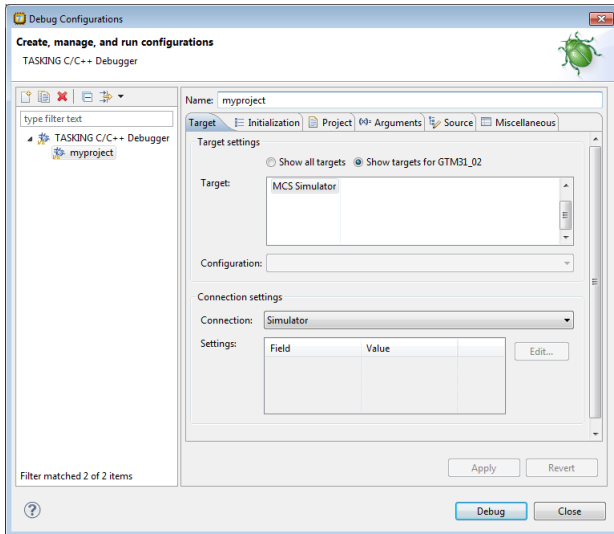 Debug Configurations
Create, manage, and run configurations
TASKING C/C++ Debugger
type filter text
TASKING C/C++ Debugger
myproject
Filter matched 2 of 2 items
Name: myproject
Target Initialization Project (x)= Arguments Source Miscellaneous
Target settings
Show all targets Show targets for GTM31_02
Target: MCS Simulator
Configuration:
Connection settings
Connection: Simulator
Settings: Field Value Edit...
Apply Revert
? Debug Close